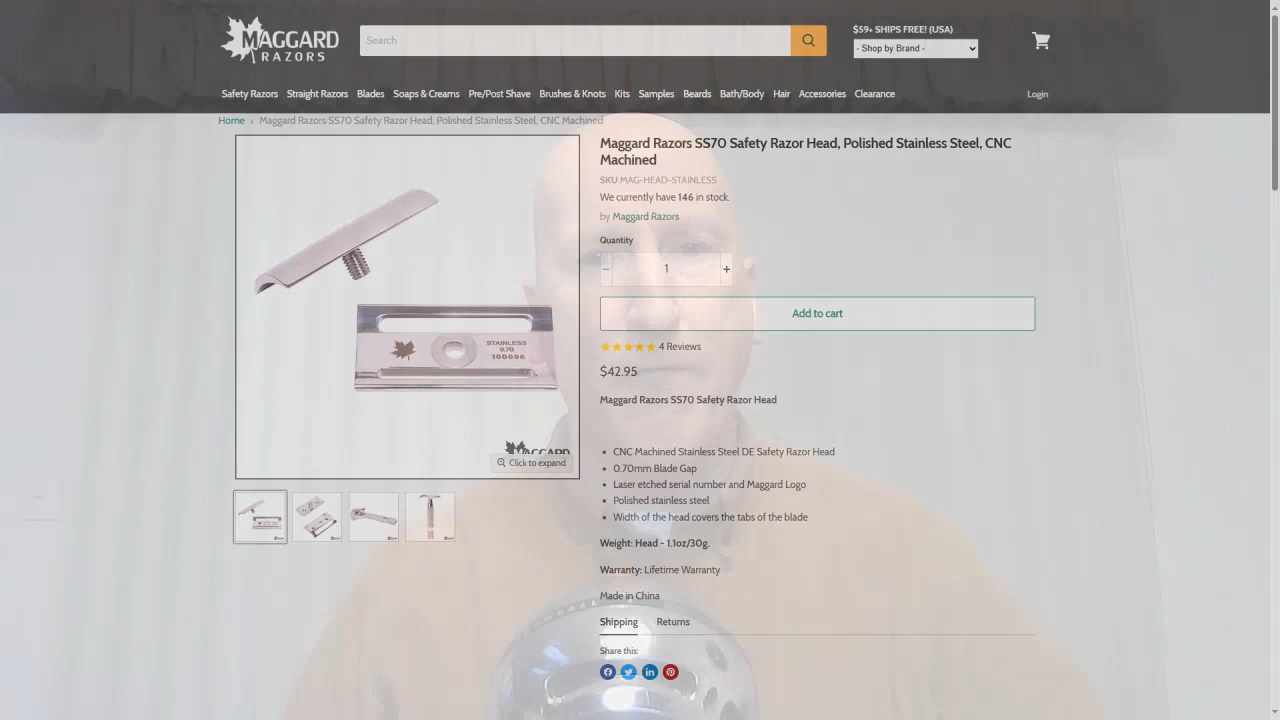 MAGGARD
RAZORS
Search
$59+ SHIPS FREE! (USA)
- Shop by Brand -
Safety Razors Straight Razors Blades Soaps & Creams Pre/Post Shave Brushes & Knots Kits Samples Beards Bath/Body Hair Accessories Clearance Login
Home › Maggard Razors SS70 Safety Razor Head, Polished Stainless Steel, CNC Machined
Maggard Razors SS70 Safety Razor Head, Polished Stainless Steel, CNC
Machined
SKU MAG-HEAD-STAINLESS
We currently have 146 in stock.
by Maggard Razors
Quantity
− 1 +
Add to cart
4 Reviews
$42.95
Maggard Razors SS70 Safety Razor Head
STAINLESS
0.70
100096
MAGGARD
Click to expand
• CNC Machined Stainless Steel DE Safety Razor Head
• 0.70mm Blade Gap
• Laser etched serial number and Maggard Logo
• Polished stainless steel
• Width of the head covers the tabs of the blade
Weight: Head - 1.1oz/30g.
Warranty: Lifetime Warranty
Made in China
Shipping Returns
Share this: